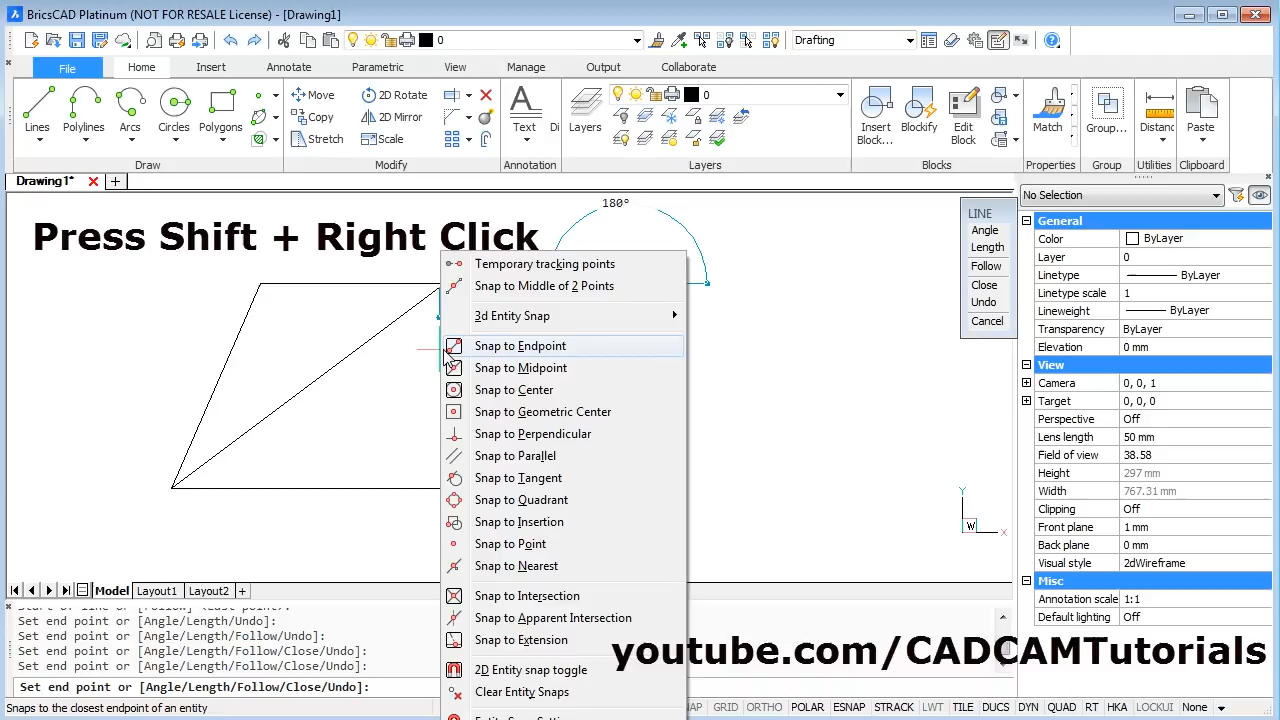 BricsCAD Platinum (NOT FOR RESALE License) - [Drawing1]
0
Drafting
File
Home
Insert
Annotate
Parametric
View
Manage
Output
Collaborate
Lines
Polylines
Arcs
Circles
Polygons
Move
Copy
Stretch
2D Rotate
2D Mirror
Scale
Text
Di
Layers
0
Insert
Block...
Blockify
Edit
Block
Match
Group...
Distanc
Paste
Draw
Modify
Annotation
Layers
Blocks
Properties
Group
Utilities
Clipboard
Drawing1*
Press Shift + Right Click
180°
LINE
Angle
Length
Follow
Close
Undo
Cancel
Temporary tracking points
Snap to Middle of 2 Points
3d Entity Snap
Snap to Endpoint
Snap to Midpoint
Snap to Center
Snap to Geometric Center
Snap to Perpendicular
Snap to Parallel
Snap to Tangent
Snap to Quadrant
Snap to Insertion
Snap to Point
Snap to Nearest
Snap to Intersection
Snap to Apparent Intersection
Snap to Extension
2D Entity snap toggle
Clear Entity Snaps
Y
W
X
No Selection
General
Color ByLayer
Layer 0
Linetype ByLayer
Linetype scale 1
Lineweight ByLayer
Transparency ByLayer
Elevation 0 mm
View
Camera 0, 0, 1
Target 0, 0, 0
Perspective Off
Lens length 50 mm
Field of view 38.58
Height 297 mm
Width 767.31 mm
Clipping Off
Front plane 1 mm
Back plane 0 mm
Visual style 2dWireframe
Misc
Annotation scale 1:1
Default lighting Off
Model
Layout1
Layout2
Start of line or [Follow] <Last point>:
Set end point or [Angle/Length/Undo]:
Set end point or [Angle/Length/Follow/Undo]:
Set end point or [Angle/Length/Follow/Close/Undo]:
Set end point or [Angle/Length/Follow/Close/Undo]:
Set end point or [Angle/Length/Follow/Close/Undo]:
youtube.com/CADCAMTutorials
Snaps to the closest endpoint of an entity
GRID ORTHO POLAR ESNAP STRACK LWT TILE DUCS DYN QUAD RT HKA LOCKUI None